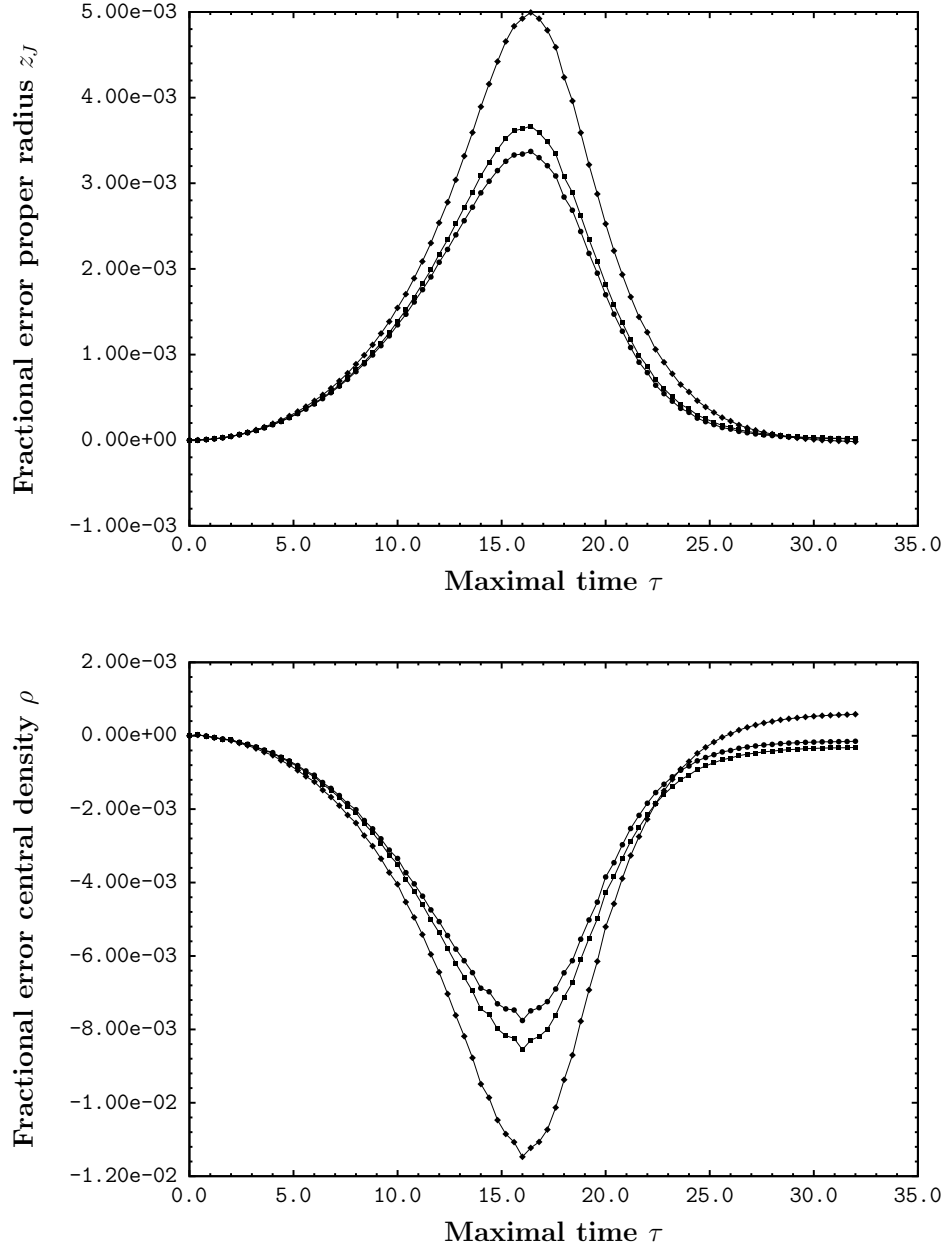 Fractional error proper radius z_J
5.00e-03
4.00e-03
3.00e-03
2.00e-03
1.00e-03
0.00e+00
-1.00e-03
0.0 5.0 10.0 15.0 20.0 25.0 30.0 35.0
Maximal time τ
Fractional error central density ρ
2.00e-03
0.00e+00
-2.00e-03
-4.00e-03
-6.00e-03
-8.00e-03
-1.00e-02
-1.20e-02
0.0 5.0 10.0 15.0 20.0 25.0 30.0 35.0
Maximal time τ